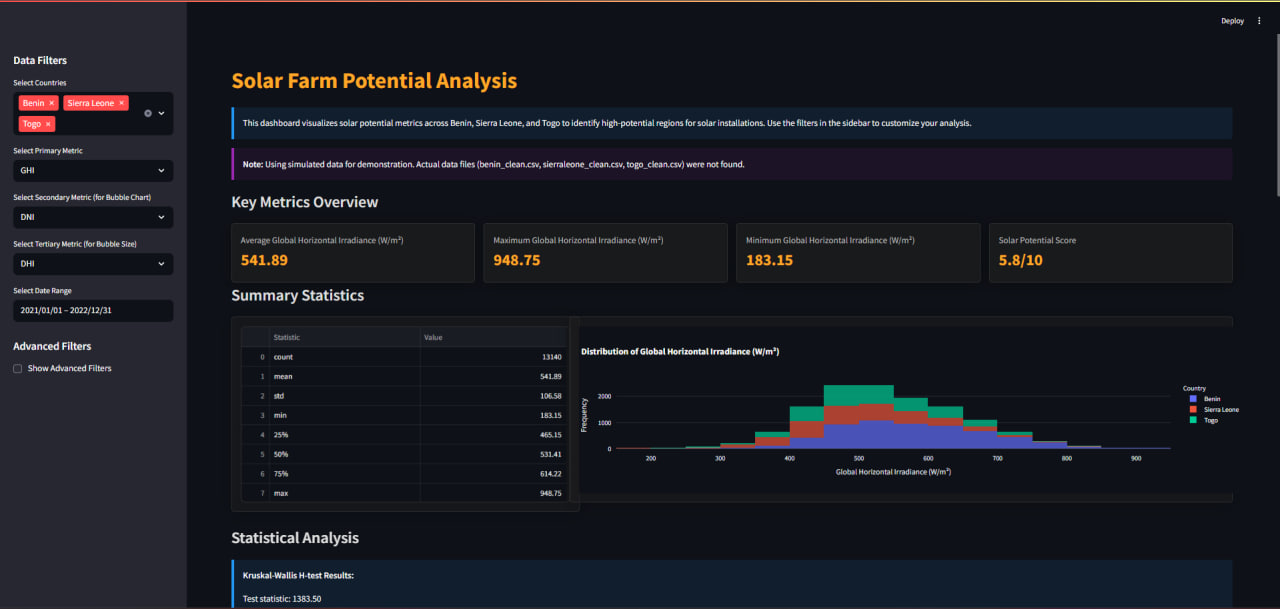 Deploy
Data Filters
Select Countries
Benin ×
Sierra Leone ×
Togo ×
Select Primary Metric
GHI
Select Secondary Metric (for Bubble Chart)
DNI
Select Tertiary Metric (for Bubble Size)
DHI
Select Date Range
2021/01/01 – 2022/12/31
Advanced Filters
Show Advanced Filters
Solar Farm Potential Analysis
This dashboard visualizes solar potential metrics across Benin, Sierra Leone, and Togo to identify high-potential regions for solar installations. Use the filters in the sidebar to customize your analysis.
Note: Using simulated data for demonstration. Actual data files (benin_clean.csv, sierraleone_clean.csv, togo_clean.csv) were not found.
Key Metrics Overview
Average Global Horizontal Irradiance (W/m²)
541.89
Maximum Global Horizontal Irradiance (W/m²)
948.75
Minimum Global Horizontal Irradiance (W/m²)
183.15
Solar Potential Score
5.8/10
Summary Statistics
Statistic Value
0 count 13140
1 mean 541.89
2 std 106.58
3 min 183.15
4 25% 465.15
5 50% 531.41
6 75% 614.22
7 max 948.75
Distribution of Global Horizontal Irradiance (W/m²)
Frequency
2000
1000
0
200 300 400 500 600 700 800 900
Global Horizontal Irradiance (W/m²)
Country
Benin
Sierra Leone
Togo
Statistical Analysis
Kruskal-Wallis H-test Results:
Test statistic: 1383.50